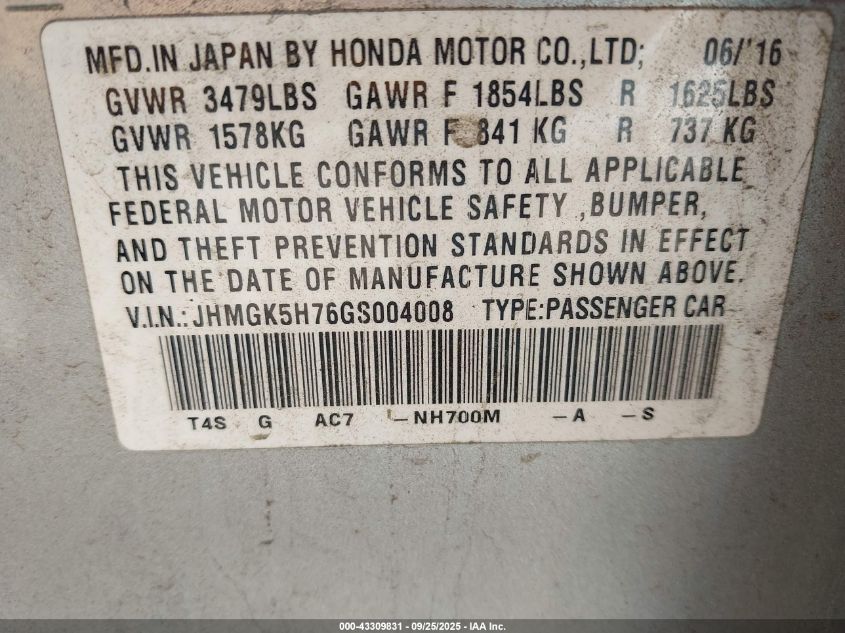 MFD.IN JAPAN BY HONDA MOTOR CO.,LTD; 06/'16
GVWR 3479LBS GAWR F 1854LBS R 1625LBS
GVWR 1578KG GAWR F 841 KG R 737 KG
THIS VEHICLE CONFORMS TO ALL APPLICABLE
FEDERAL MOTOR VEHICLE SAFETY ,BUMPER,
AND THEFT PREVENTION STANDARDS IN EFFECT
ON THE DATE OF MANUFACTURE SHOWN ABOVE.
V.I.N.: JHMGK5H76GS004008 TYPE:PASSENGER CAR
T4S G AC7 -NH700M -A -S
000-43309831 - 09/25/2025 - IAA Inc.